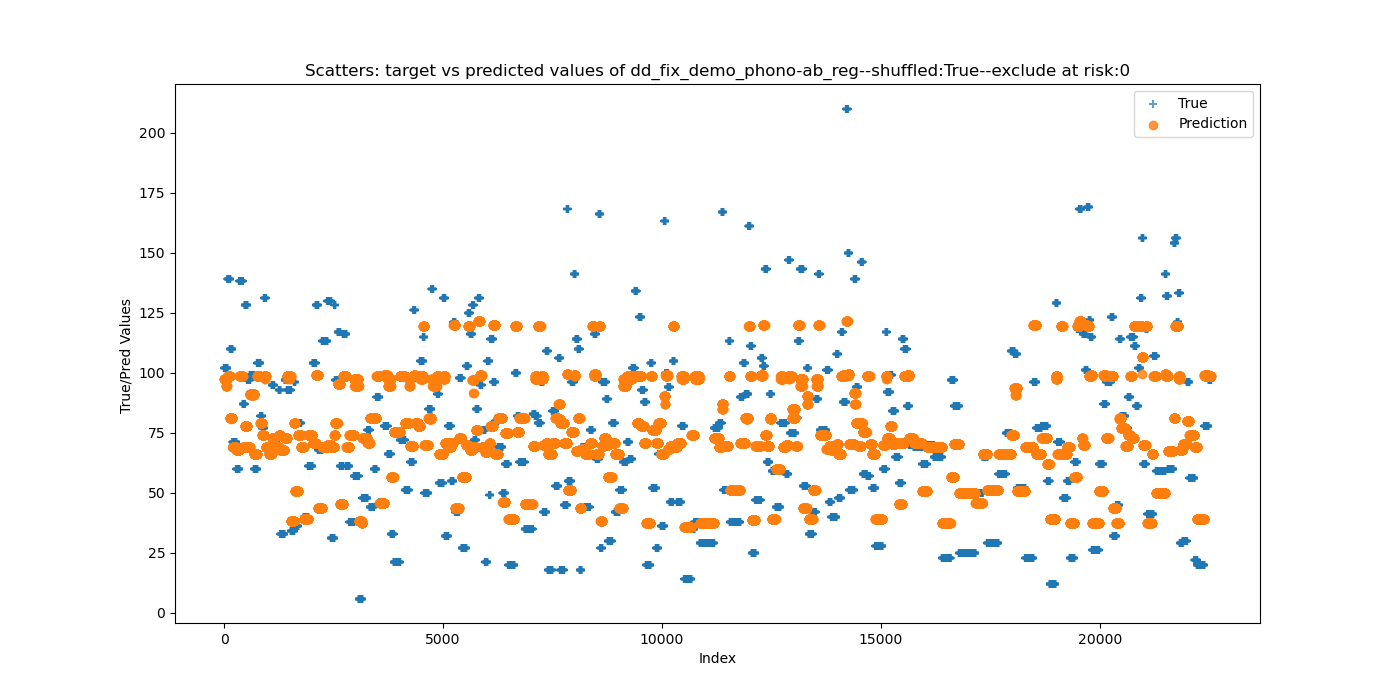 Scatters: target vs predicted values of dd_fix_demo_phono-ab_reg--shuffled:True--exclude at risk:0
True
Prediction
True/Pred Values
200
175
150
125
100
75
50
25
0
0
5000
10000
15000
20000
Index